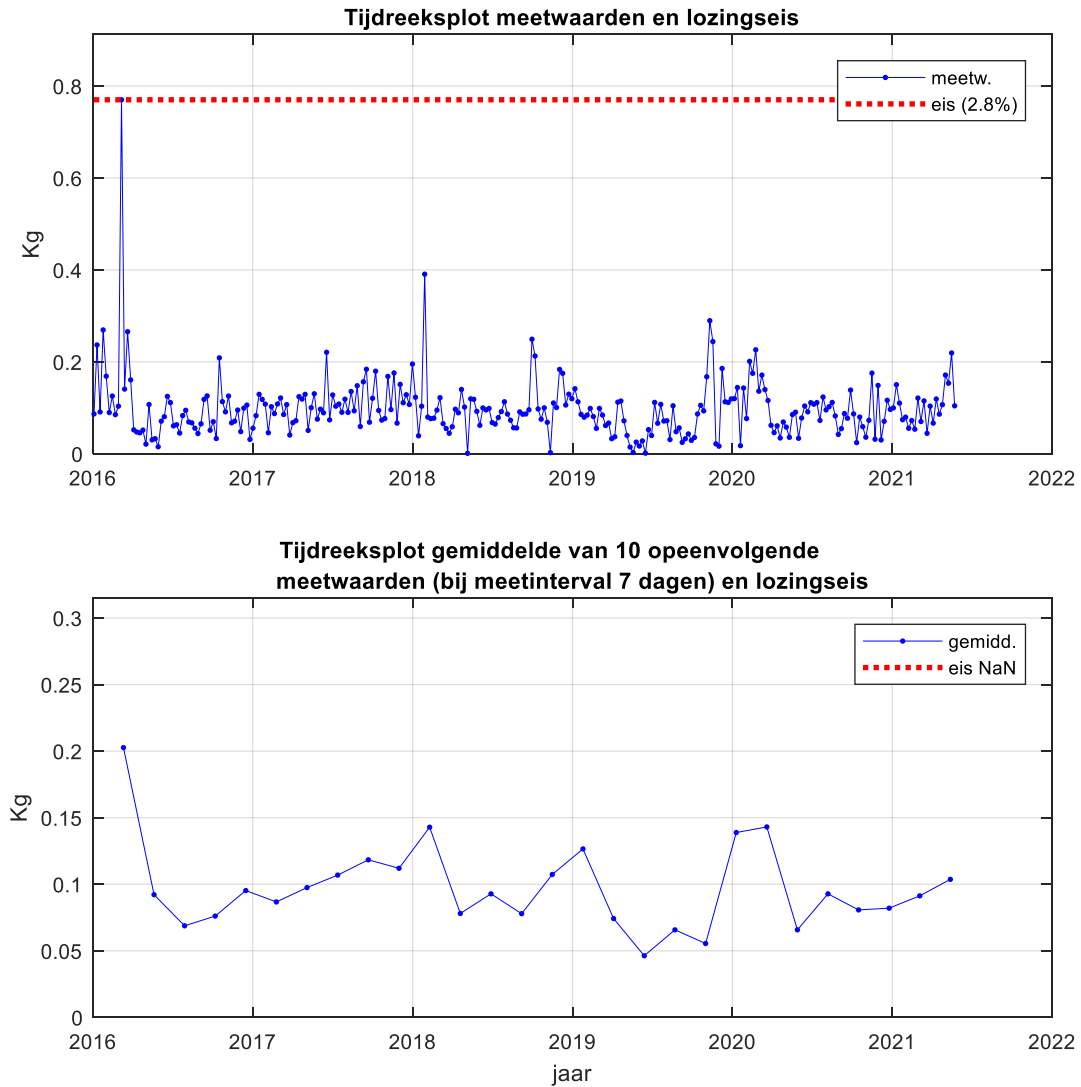 Tijdreeksplot meetwaarden en lozingseis
Kg
0.8
0.6
0.4
0.2
0
meetw.
eis (2.8%)
2016 2017 2018 2019 2020 2021 2022
Tijdreeksplot gemiddelde van 10 opeenvolgende
meetwaarden (bij meetinterval 7 dagen) en lozingseis
Kg
0.3
0.25
0.2
0.15
0.1
0.05
0
gemidd.
eis NaN
2016 2017 2018 2019 2020 2021 2022
jaar